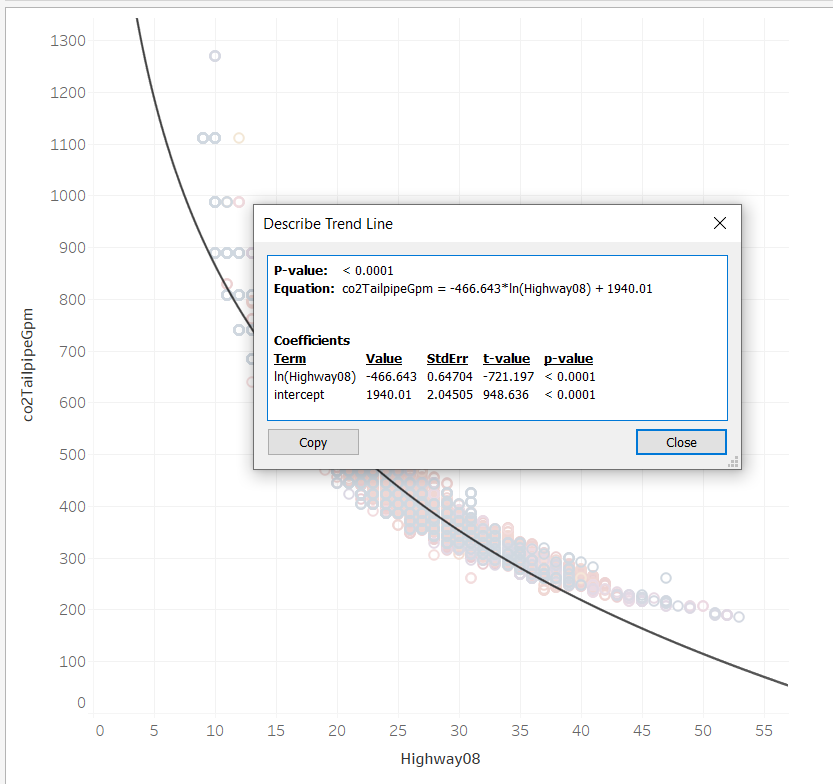 1300
1200
1100
1000
900
800
700
600
500
400
300
200
100
0
co2TailpipeGpm
Describe Trend Line
P-value: < 0.0001
Equation: co2TailpipeGpm = -466.643*ln(Highway08) + 1940.01
Coefficients
Term Value StdErr t-value p-value
ln(Highway08) -466.643 0.64704 -721.197 < 0.0001
intercept 1940.01 2.04505 948.636 < 0.0001
Copy Close
0 5 10 15 20 25 30 35 40 45 50 55
Highway08